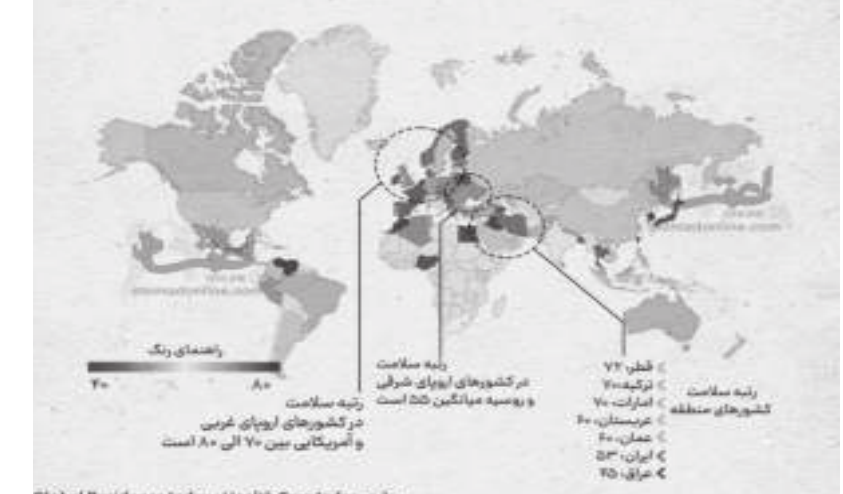 راهنمای رنگ
۴۰
۸۰
رتبه سلامت
در کشورهای اروپای غربی
و آمریکایی بین ۷۰ الی ۸۰ است
رتبه سلامت
در کشورهای اروپای شرقی
و روسیه میانگین ۵۵ است
رتبه سلامت
کشورهای منطقه
قطر، ۷۲
ترکیه، ۷۰
امارات، ۷۰
عربستان، ۶۰
عمان، ۶۰
ایران، ۵۳
عراق، ۴۵